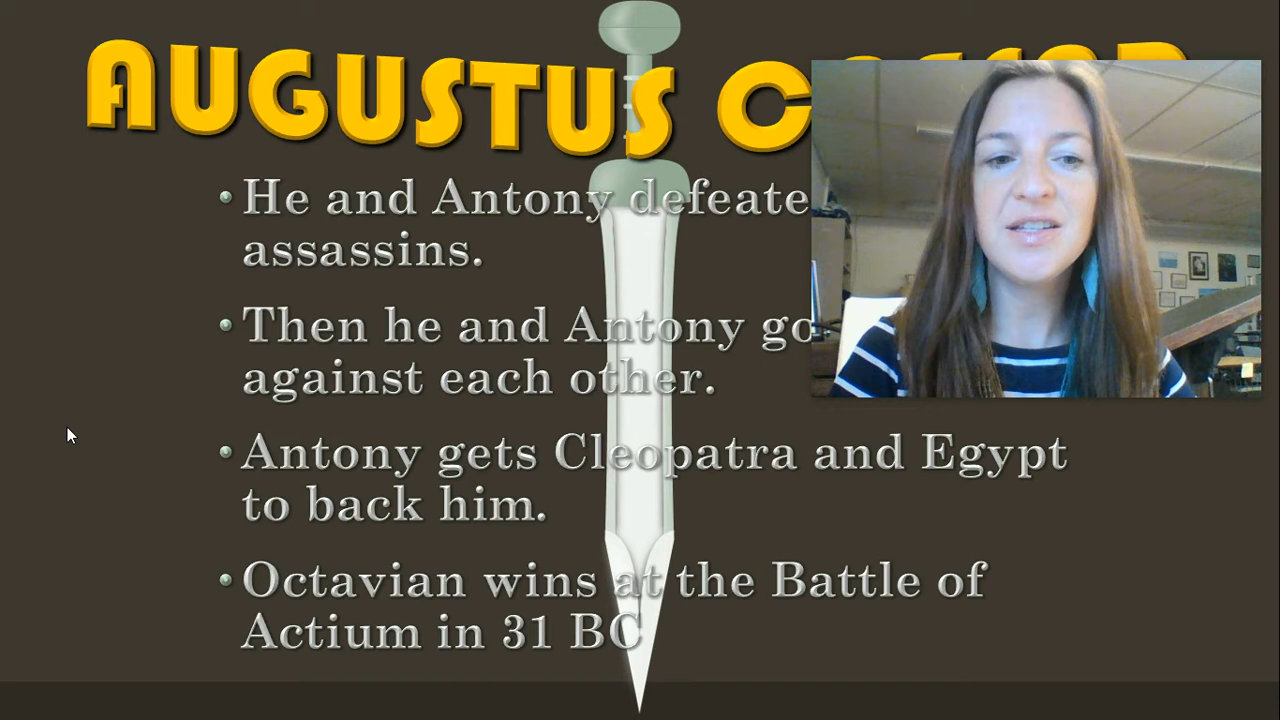 AUGUSTUS C
• He and Antony defeate
assassins.
• Then he and Antony go
against each other.
• Antony gets Cleopatra and Egypt
to back him.
• Octavian wins at the Battle of
Actium in 31 BC